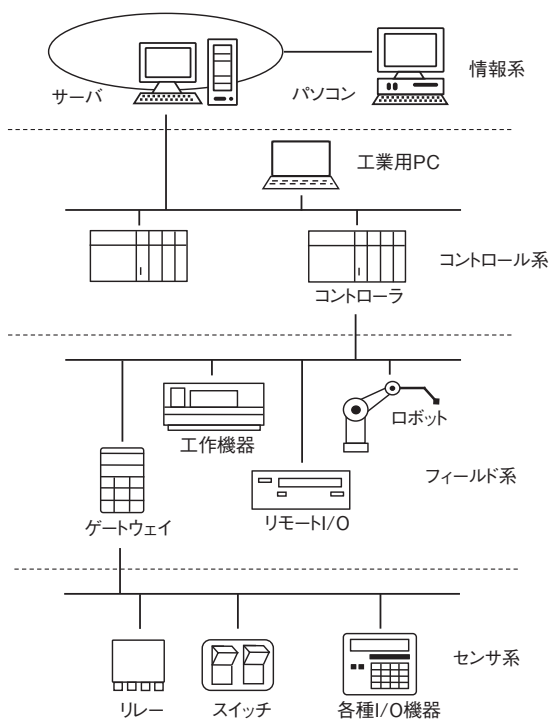 サーバ
パソコン
情報系
工業用PC
コントロール系
コントローラ
工作機器
ロボット
フィールド系
ゲートウェイ
リモートI/O
センサ系
リレー
スイッチ
各種I/O機器